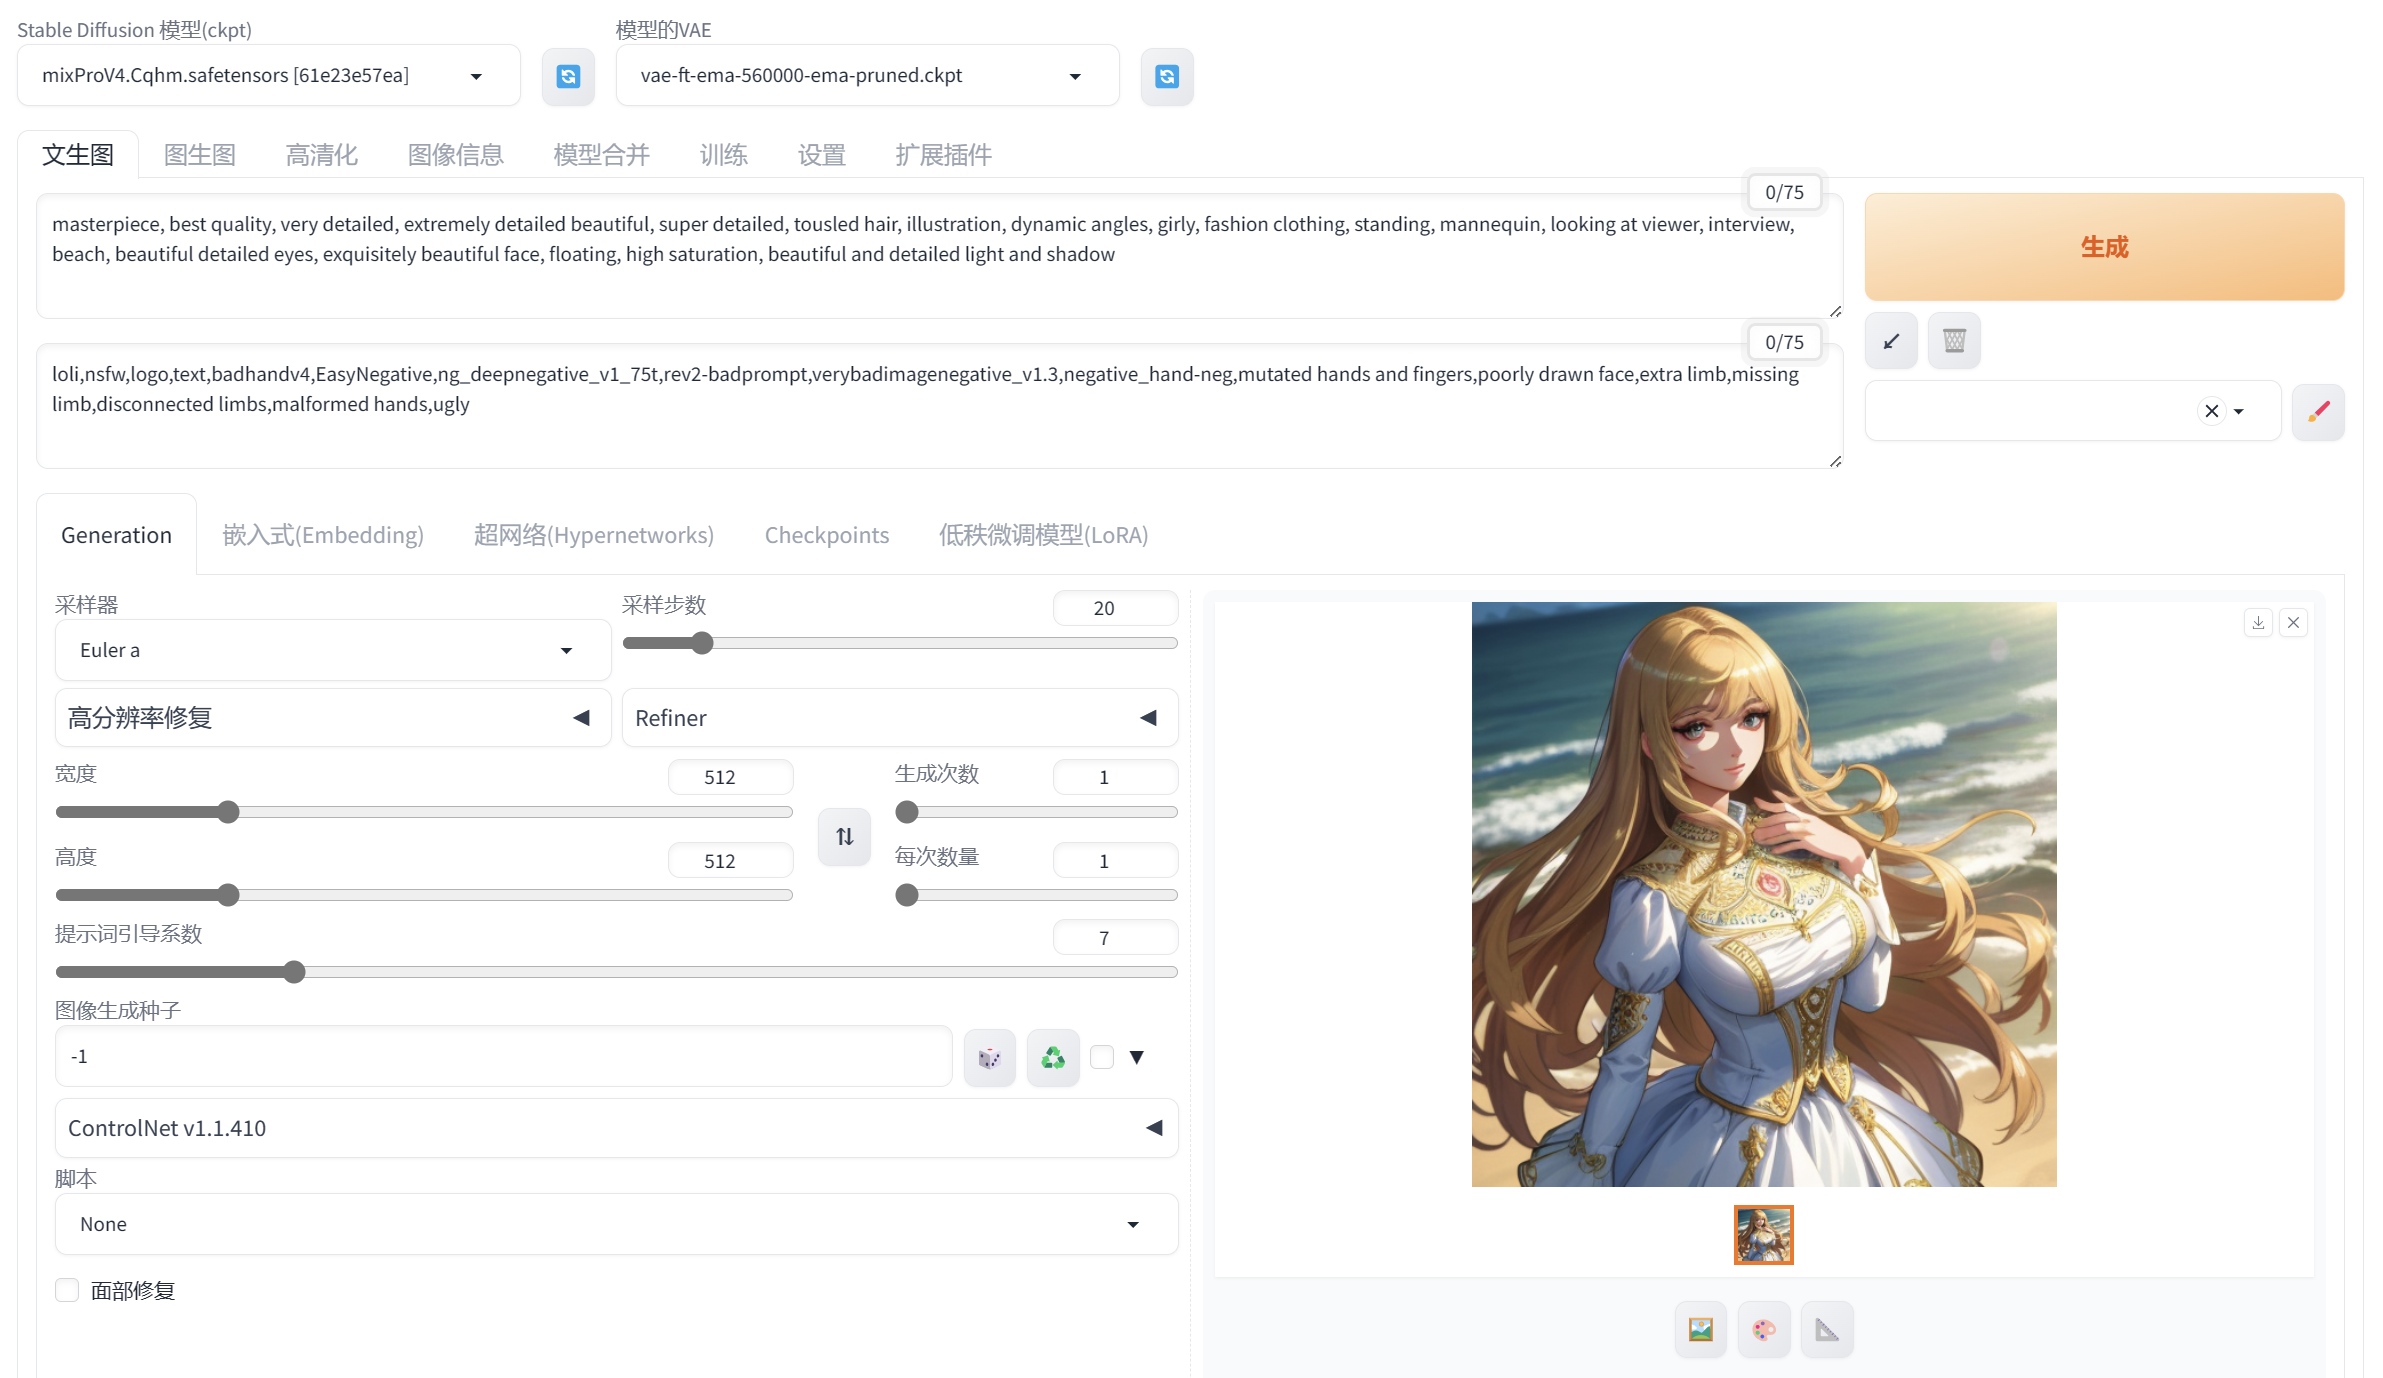 Stable Diffusion 模型(ckpt)
模型的VAE
mixProV4.Cqhm.safetensors [61e23e57ea]
vae-ft-ema-560000-ema-pruned.ckpt
文生图
图生图
高清化
图像信息
模型合并
训练
设置
扩展插件
0/75
masterpiece, best quality, very detailed, extremely detailed beautiful, super detailed, tousled hair, illustration, dynamic angles, girly, fashion clothing, standing, mannequin, looking at viewer, interview,
beach, beautiful detailed eyes, exquisitely beautiful face, floating, high saturation, beautiful and detailed light and shadow
生成
0/75
loli,nsfw,logo,text,badhandv4,EasyNegative,ng_deepnegative_v1_75t,rev2-badprompt,verybadimagenegative_v1.3,negative_hand-neg,mutated hands and fingers,poorly drawn face,extra limb,missing
limb,disconnected limbs,malformed hands,ugly
Generation
嵌入式(Embedding)
超网络(Hypernetworks)
Checkpoints
低秩微调模型(LoRA)
采样器
Euler a
采样步数
20
高分辨率修复
Refiner
宽度
512
生成次数
1
高度
512
每次数量
1
提示词引导系数
7
图像生成种子
-1
ControlNet v1.1.410
脚本
None
面部修复